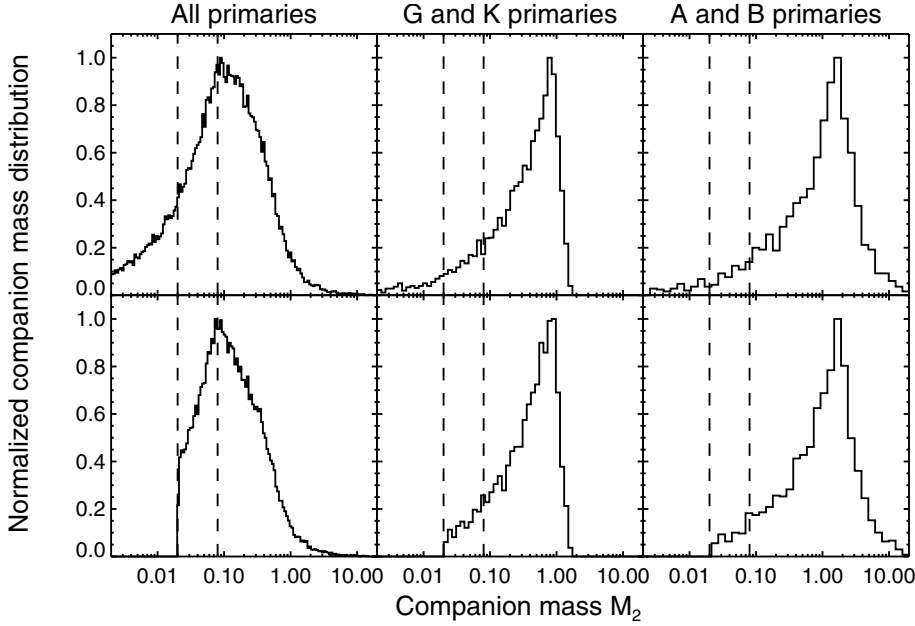 All primaries
G and K primaries
A and B primaries
Normalized companion mass distribution
1.0
0.8
0.6
0.4
0.2
0.0
1.0
0.8
0.6
0.4
0.2
0.0
0.01 0.10 1.00 10.00
0.01 0.10 1.00 10.00
0.01 0.10 1.00 10.00
Companion mass M₂